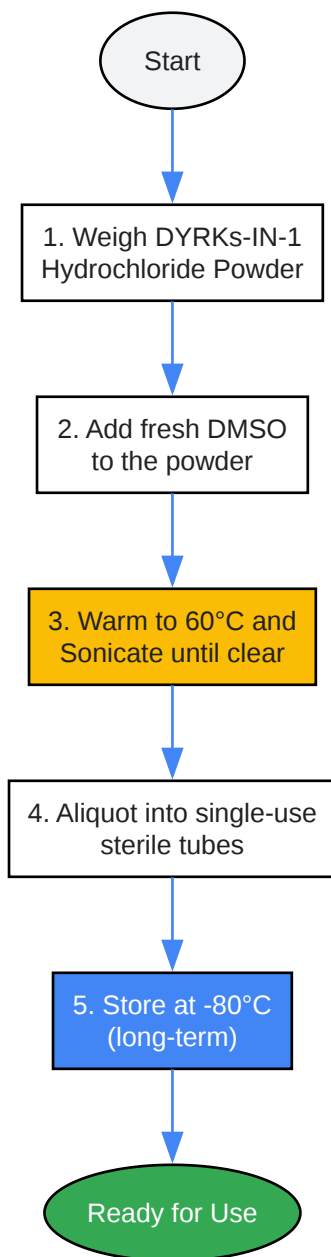 Start
1. Weigh DYRKs-IN-1
Hydrochloride Powder
2. Add fresh DMSO
to the powder
3. Warm to 60°C and
Sonicate until clear
4. Aliquot into single-use
sterile tubes
5. Store at -80°C
(long-term)
Ready for Use